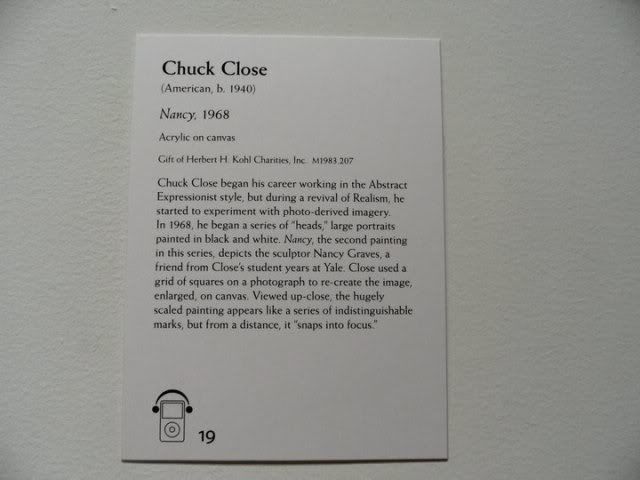 Chuck Close
(American, b. 1940)
Nancy, 1968
Acrylic on canvas
Gift of Herbert H. Kohl Charities, Inc. M1983.207
Chuck Close began his career working in the Abstract
Expressionist style, but during a revival of Realism, he
started to experiment with photo-derived imagery.
In 1968, he began a series of "heads," large portraits
painted in black and white. Nancy, the second painting
in this series, depicts the sculptor Nancy Graves, a
friend from Close's student years at Yale. Close used a
grid of squares on a photograph to re-create the image,
enlarged, on canvas. Viewed up-close, the hugely
scaled painting appears like a series of indistinguishable
marks, but from a distance, it "snaps into focus."
19